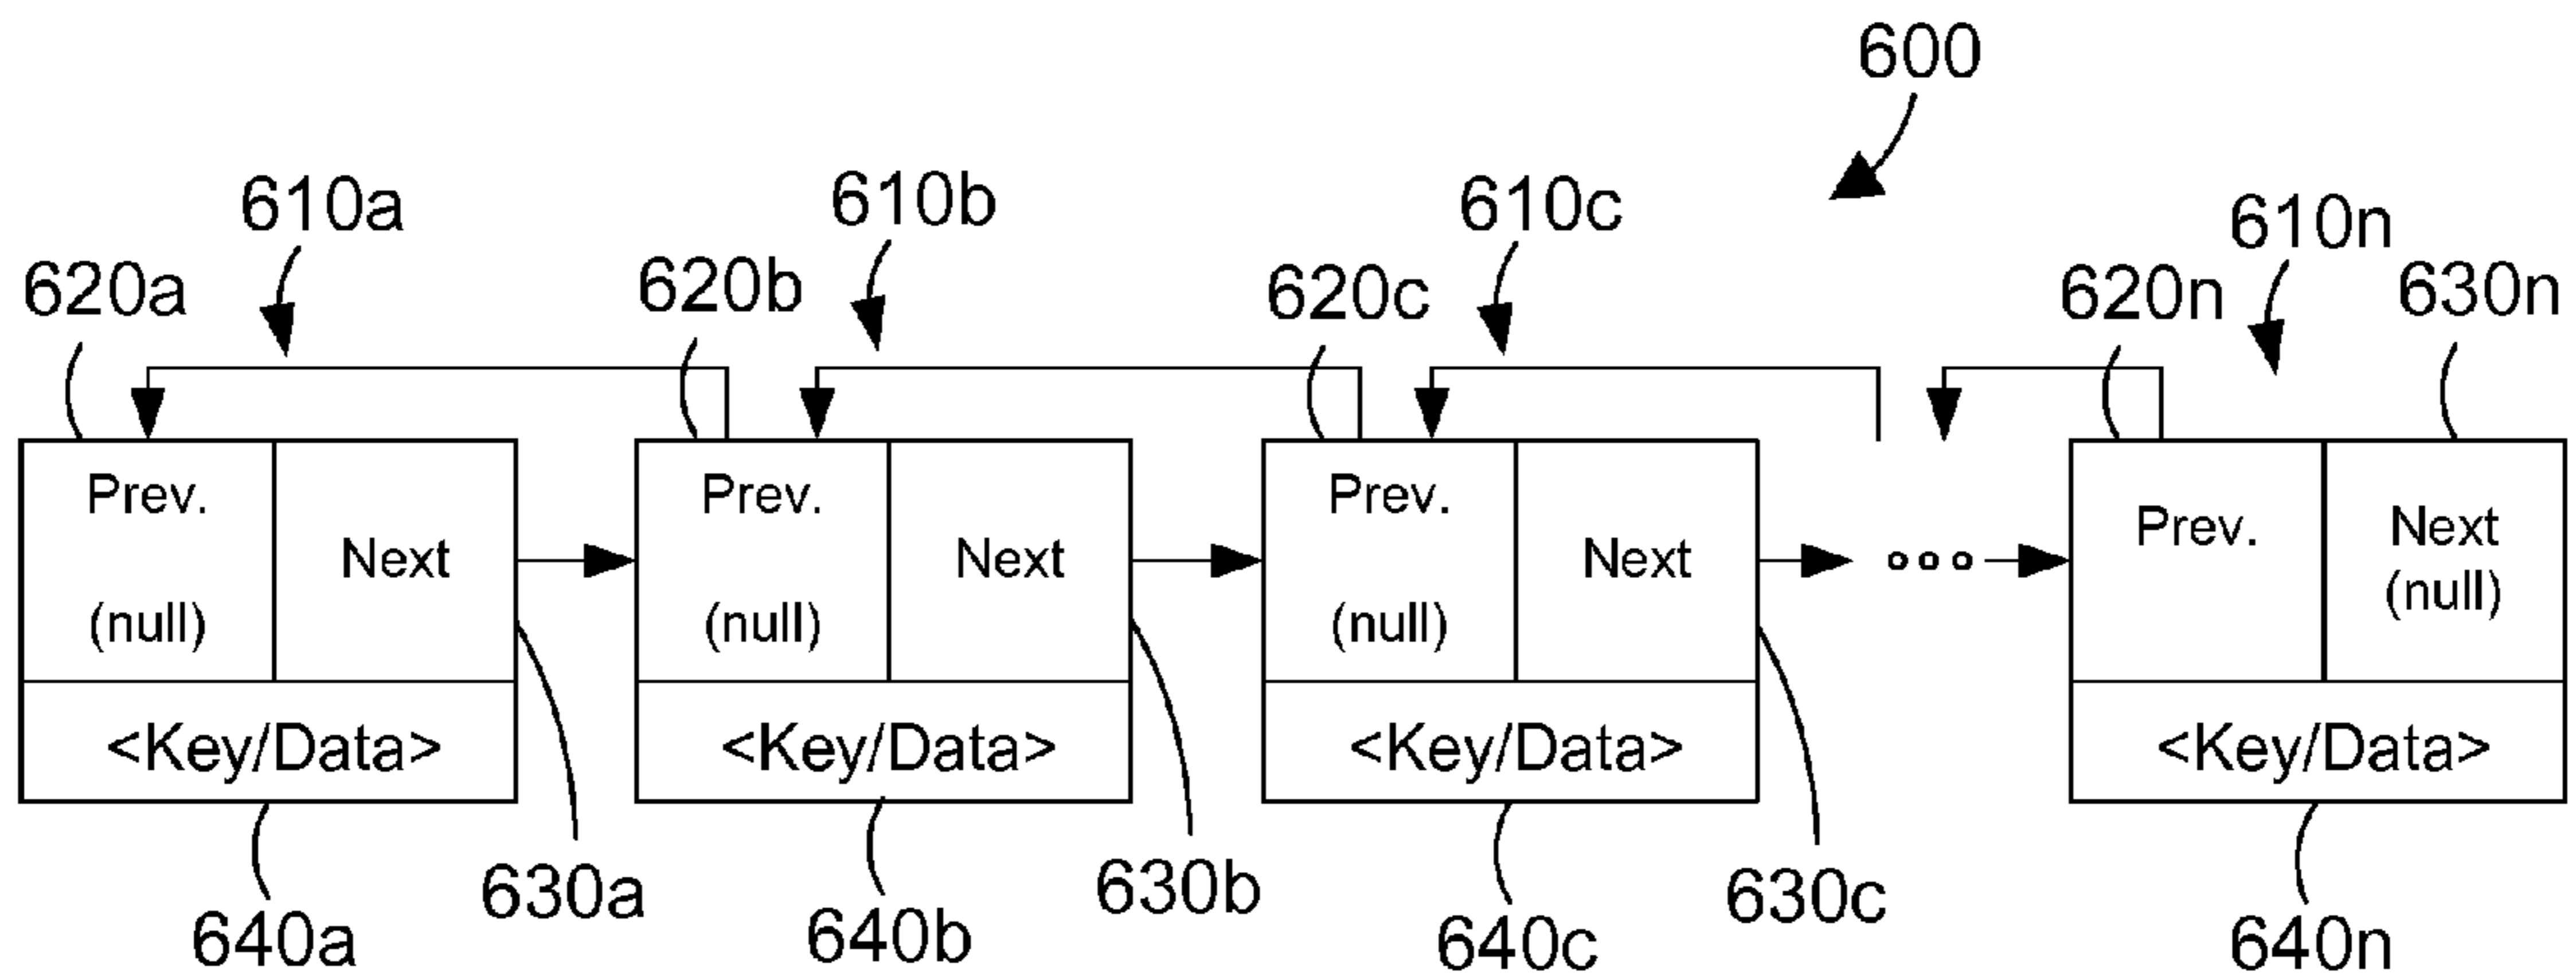 600
610a
610b
610c
610n
620a
620b
620c
620n
630n
Prev.
(null)
Next
Prev.
(null)
Next
Prev.
(null)
Next
Prev.
Next
(null)
<Key/Data>
<Key/Data>
<Key/Data>
<Key/Data>
630a
630b
630c
640a
640b
640c
640n